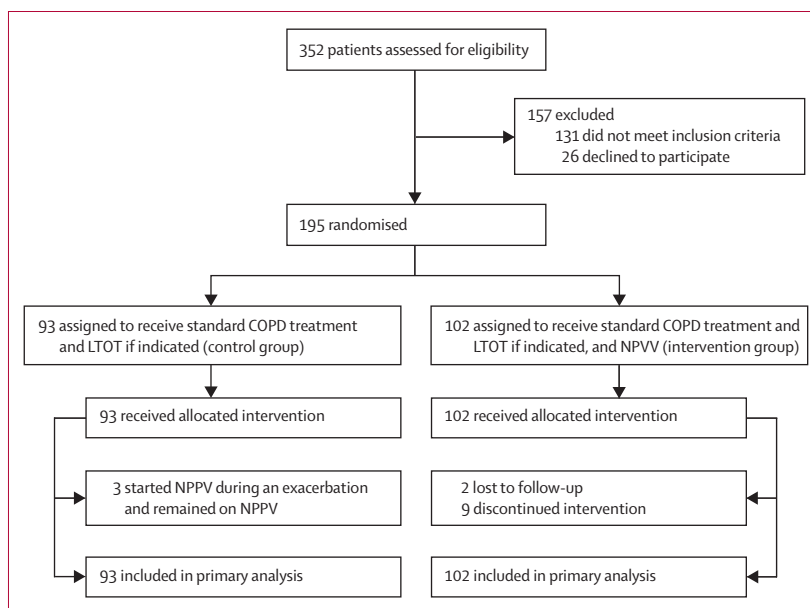 352 patients assessed for eligibility
157 excluded
131 did not meet inclusion criteria
26 declined to participate
195 randomised
93 assigned to receive standard COPD treatment
and LTOT if indicated (control group)
102 assigned to receive standard COPD treatment and
LTOT if indicated, and NPVV (intervention group)
93 received allocated intervention
102 received allocated intervention
3 started NPPV during an exacerbation
and remained on NPPV
2 lost to follow-up
9 discontinued intervention
93 included in primary analysis
102 included in primary analysis